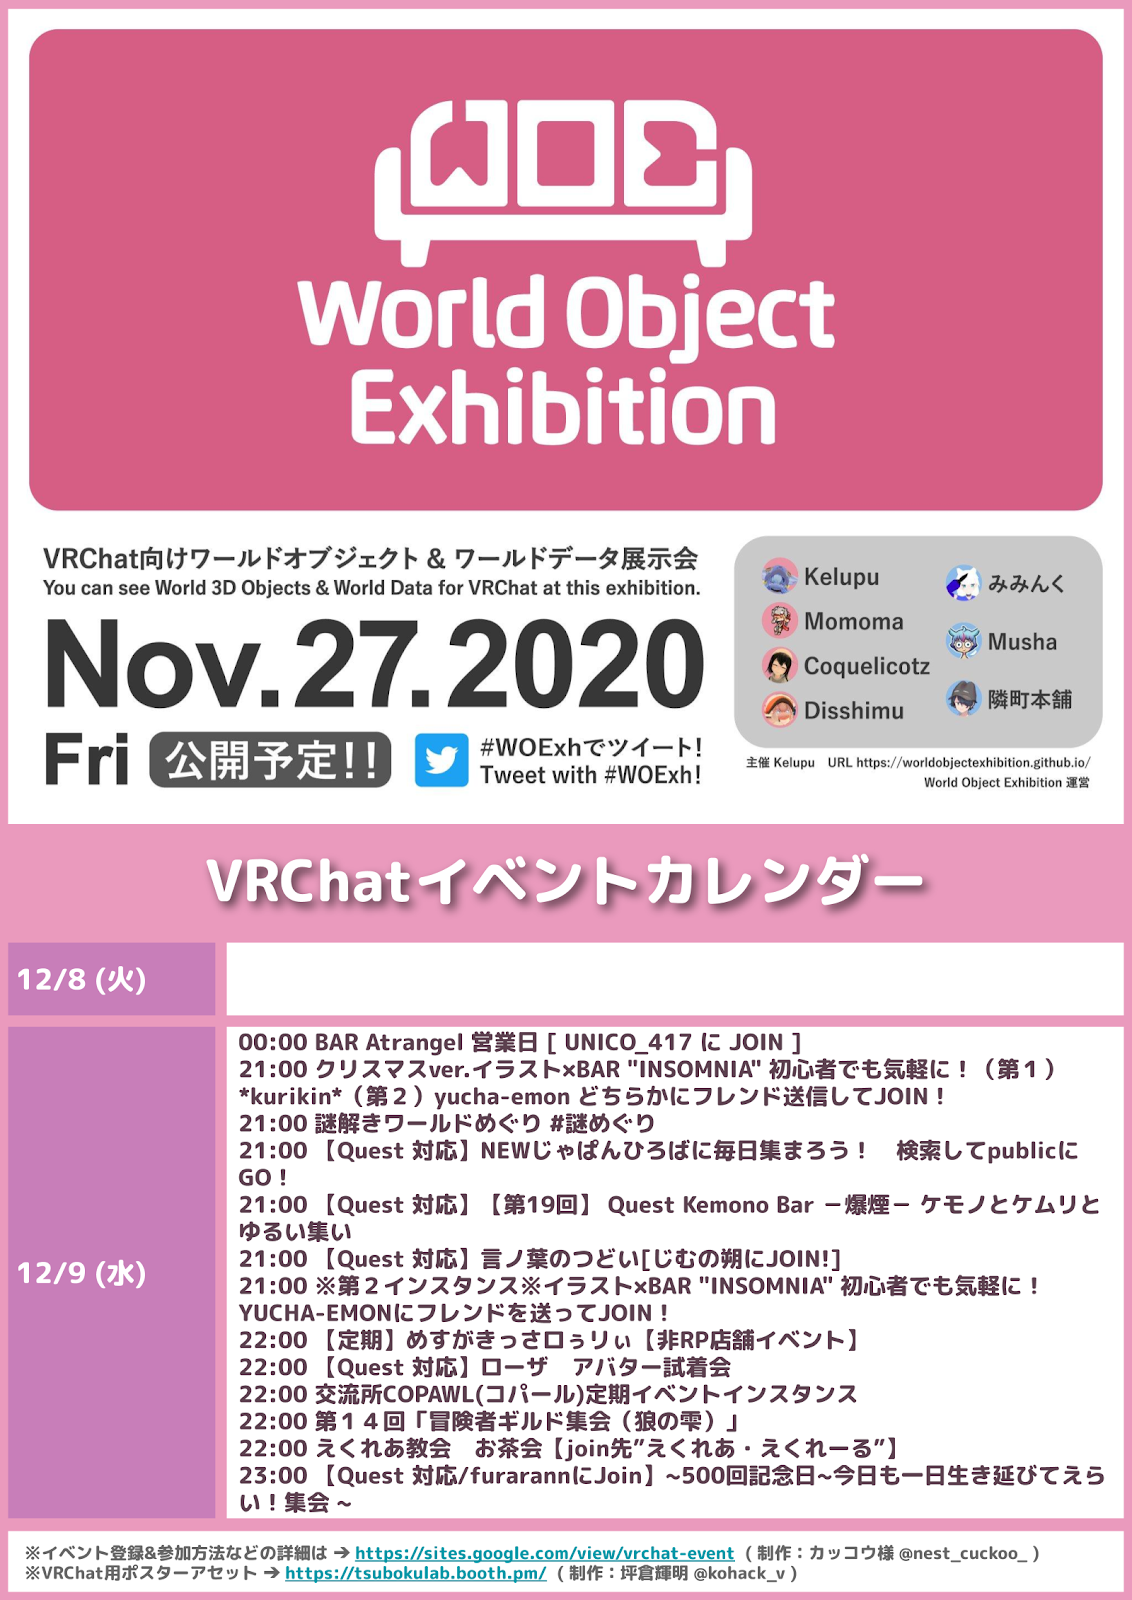 WOE
World Object
Exhibition
VRChat向けワールドオブジェクト & ワールドデータ展示会
You can see World 3D Objects & World Data for VRChat at this exhibition.
Nov.27.2020
Fri 公開予定!!
#WOExhでツイート!
Tweet with #WOExh!
Kelupu
Momoma
Coquelicotz
Disshimu
みみんく
Musha
隣町本舗
主催 Kelupu URL https://worldobjectexhibition.github.io/
World Object Exhibition 運営
VRChatイベントカレンダー
12/8 (火)
12/9 (水)
00:00 BAR Atrangel 営業日 [ UNICO_417 に JOIN ]
21:00 クリスマスver.イラスト×BAR "INSOMNIA" 初心者でも気軽に！（第１）
*kurikin*（第２）yucha-emon どちらかにフレンド送信してJOIN！
21:00 謎解きワールドめぐり #謎めぐり
21:00 【Quest 対応】NEWじゃぱんひろばに毎日集まろう！　検索してpublicに
GO！
21:00 【Quest 対応】【第19回】 Quest Kemono Bar －爆煙－ ケモノとケムリと
ゆるい集い
21:00 【Quest 対応】言ノ葉のつどい[じむの朔にJOIN!]
21:00 ※第２インスタンス※イラスト×BAR "INSOMNIA" 初心者でも気軽に！
YUCHA-EMONにフレンドを送ってJOIN！
22:00 【定期】めすがきっさロぅリぃ【非RP店舗イベント】
22:00 【Quest 対応】ローザ　アバター試着会
22:00 交流所COPAWL(コパール)定期イベントインスタンス
22:00 第１４回「冒険者ギルド集会（狼の雫）」
22:00 えくれあ教会　お茶会【join先”えくれあ・えくれーる”】
23:00 【Quest 対応/furarannにJoin】~500回記念日~今日も一日生き延びてえら
い！集会 ~
※イベント登録&参加方法などの詳細は → https://sites.google.com/view/vrchat-event ( 制作：カッコウ様 @nest_cuckoo_ )
※VRChat用ポスターアセット → https://tsubokulab.booth.pm/ ( 制作：坪倉輝明 @kohack_v )